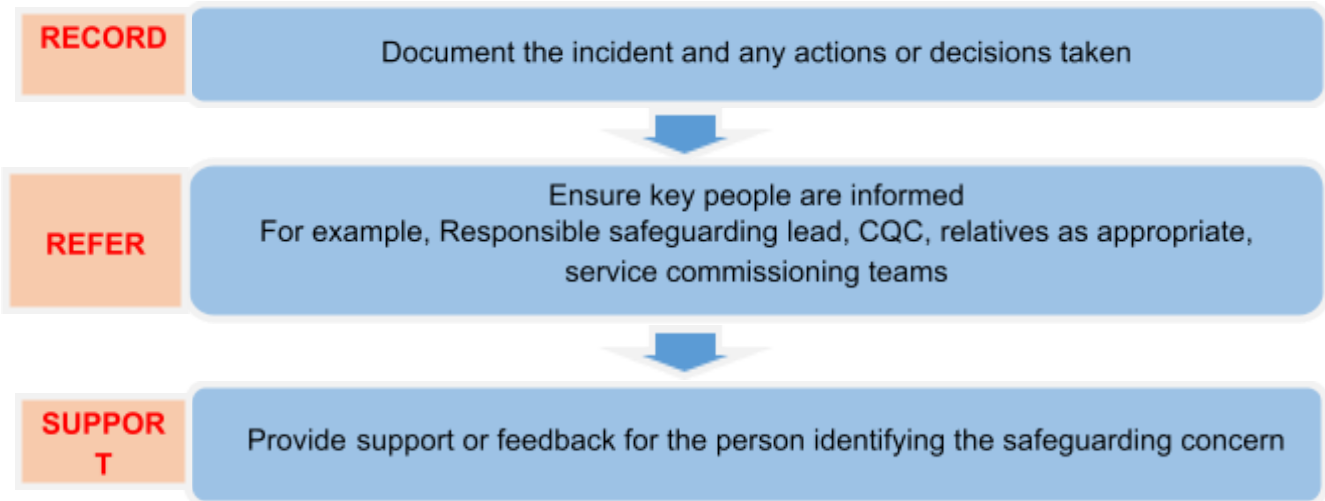 RECORD
Document the incident and any actions or decisions taken
REFER
Ensure key people are informed
For example, Responsible safeguarding lead, CQC, relatives as appropriate,
service commissioning teams
SUPPOR
T
Provide support or feedback for the person identifying the safeguarding concern